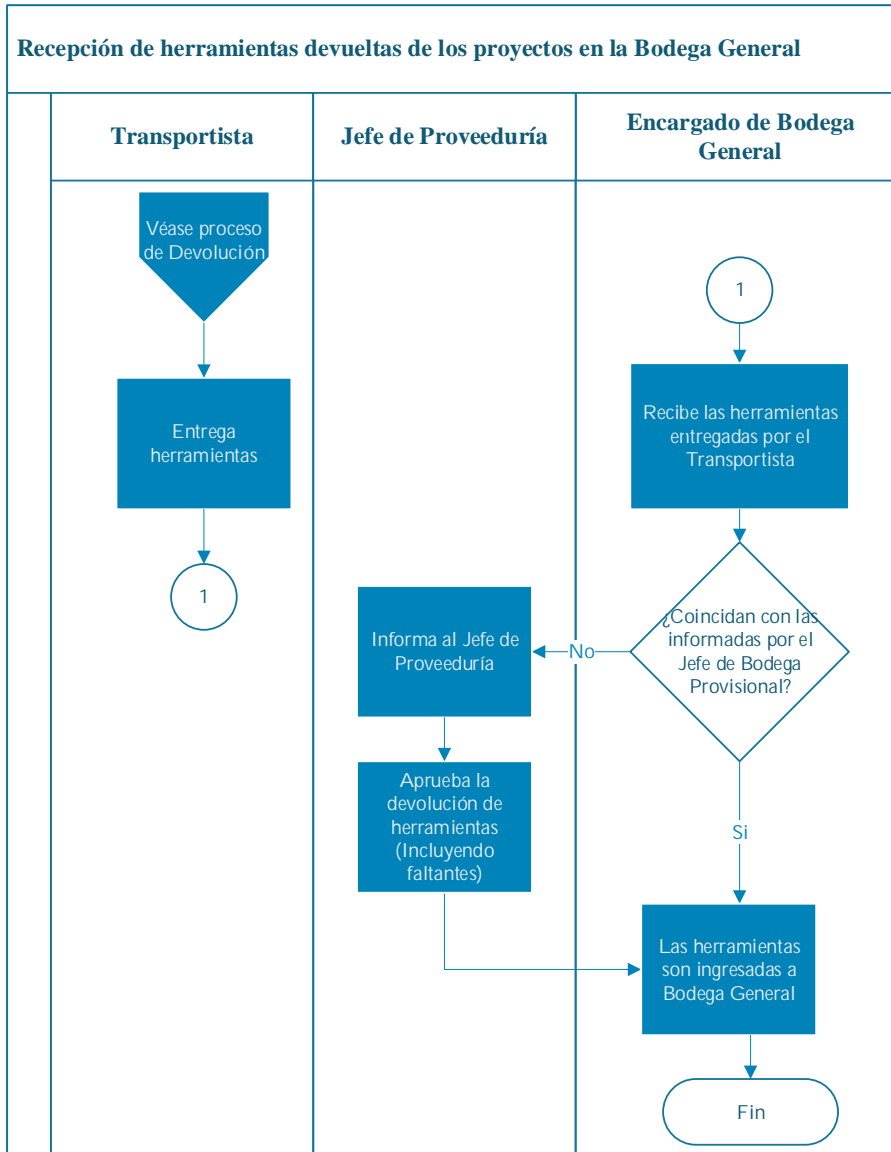 Recepción de herramientas devueltas de los proyectos en la Bodega General
Transportista
Jefe de Proveeduría
Encargado de Bodega
General
Véase proceso
de Devolución
Entrega
herramientas
1
1
Recibe las herramientas
entregadas por el
Transportista
¿Coincidan con las
informadas por el
Jefe de Bodega
Provisional?
No
Informa al Jefe de
Proveeduría
Aprueba la
devolución de
herramientas
(Incluyendo
faltantes)
Si
Las herramientas
son ingresadas a
Bodega General
Fin